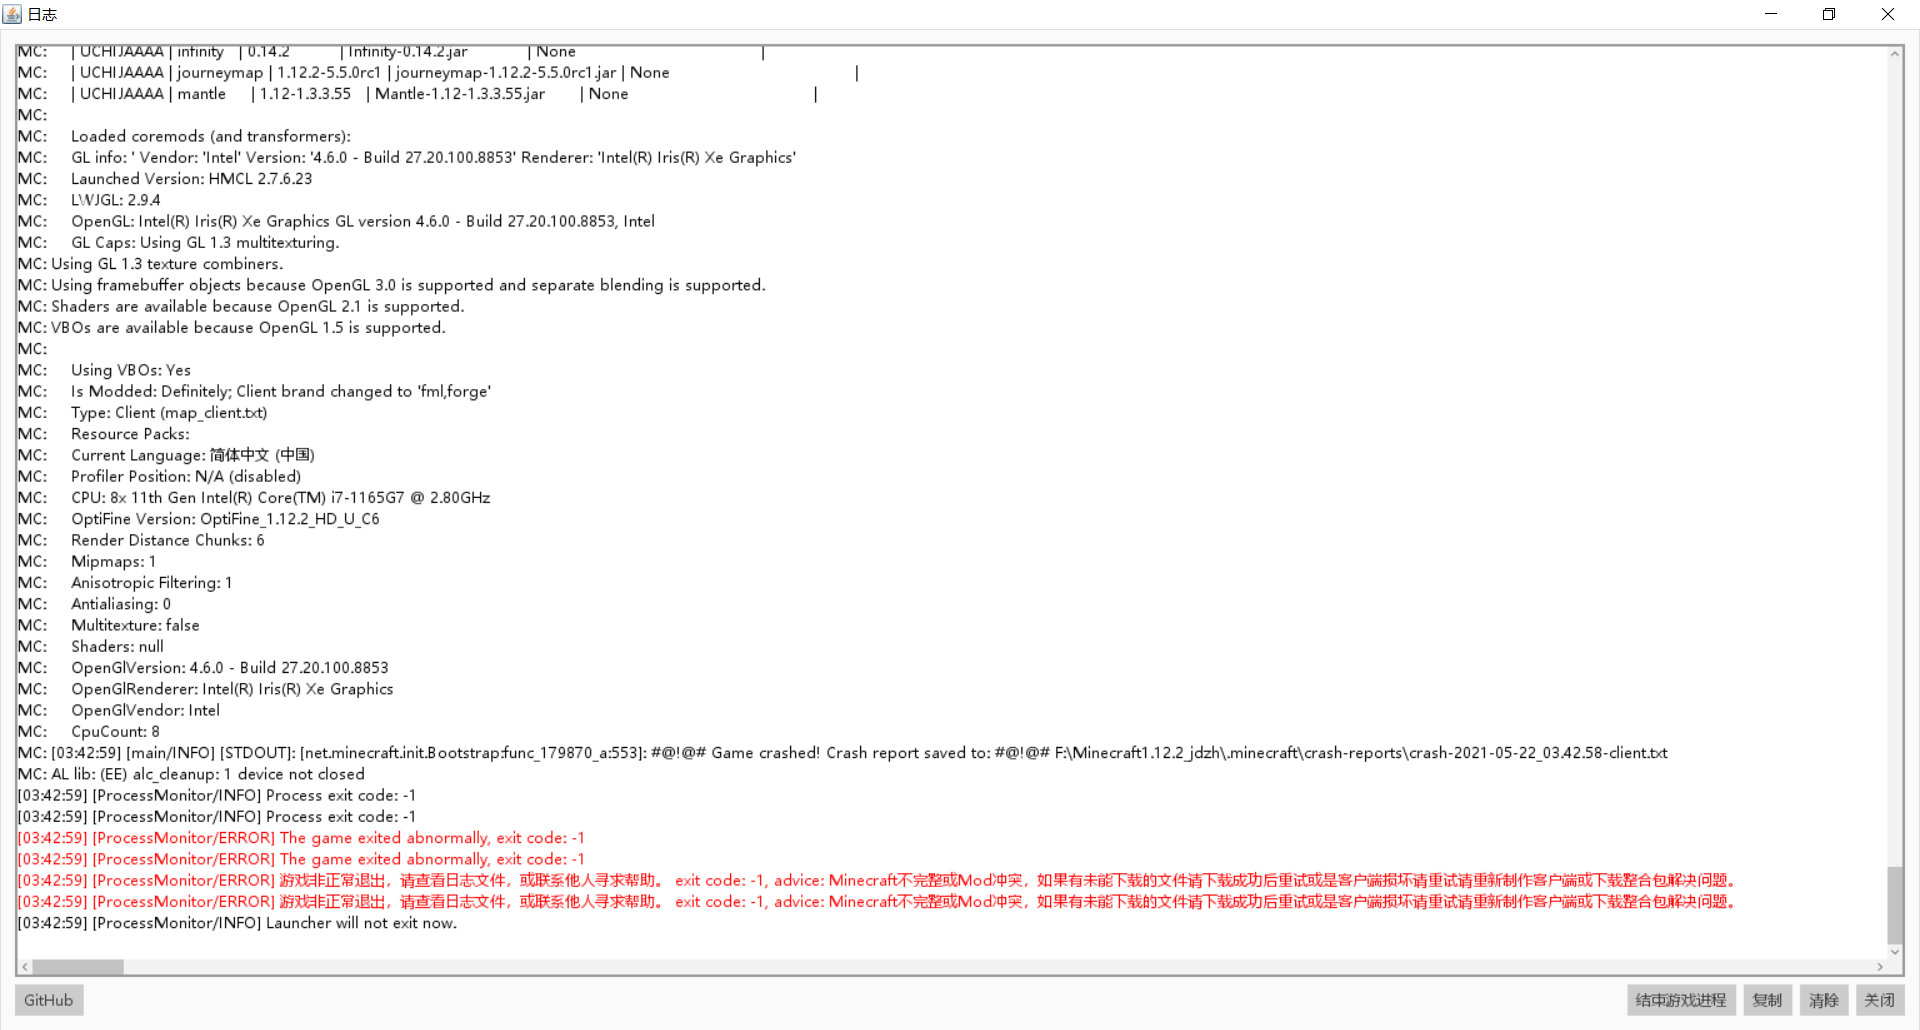 日志
MC: | UCHIJAAAA | infinity | 0.14.2 | Infinity-0.14.2.jar | None |
MC: | UCHIJAAAA | journeymap | 1.12.2-5.5.0rc1 | journeymap-1.12.2-5.5.0rc1.jar | None |
MC: | UCHIJAAAA | mantle | 1.12-1.3.3.55 | Mantle-1.12-1.3.3.55.jar | None |
MC:
MC: Loaded coremods (and transformers):
MC: GL info: ' Vendor: 'Intel' Version: '4.6.0 - Build 27.20.100.8853' Renderer: 'Intel(R) Iris(R) Xe Graphics'
MC: Launched Version: HMCL 2.7.6.23
MC: LWJGL: 2.9.4
MC: OpenGL: Intel(R) Iris(R) Xe Graphics GL version 4.6.0 - Build 27.20.100.8853, Intel
MC: GL Caps: Using GL 1.3 multitexturing.
MC: Using GL 1.3 texture combiners.
MC: Using framebuffer objects because OpenGL 3.0 is supported and separate blending is supported.
MC: Shaders are available because OpenGL 2.1 is supported.
MC: VBOs are available because OpenGL 1.5 is supported.
MC:
MC: Using VBOs: Yes
MC: Is Modded: Definitely; Client brand changed to 'fml,forge'
MC: Type: Client (map_client.txt)
MC: Resource Packs:
MC: Current Language: 简体中文 (中国)
MC: Profiler Position: N/A (disabled)
MC: CPU: 8x 11th Gen Intel(R) Core(TM) i7-1165G7 @ 2.80GHz
MC: OptiFine Version: OptiFine_1.12.2_HD_U_C6
MC: Render Distance Chunks: 6
MC: Mipmaps: 1
MC: Anisotropic Filtering: 1
MC: Antialiasing: 0
MC: Multitexture: false
MC: Shaders: null
MC: OpenGlVersion: 4.6.0 - Build 27.20.100.8853
MC: OpenGlRenderer: Intel(R) Iris(R) Xe Graphics
MC: OpenGlVendor: Intel
MC: CpuCount: 8
MC: [03:42:59] [main/INFO] [STDOUT]: [net.minecraft.init.Bootstrap:func_179870_a:553]: #@!@# Game crashed! Crash report saved to: #@!@# F:\Minecraft1.12.2_jdzh\.minecraft\crash-reports\crash-2021-05-22_03.42.58-client.txt
MC: AL lib: (EE) alc_cleanup: 1 device not closed
[03:42:59] [ProcessMonitor/INFO] Process exit code: -1
[03:42:59] [ProcessMonitor/INFO] Process exit code: -1
[03:42:59] [ProcessMonitor/ERROR] The game exited abnormally, exit code: -1
[03:42:59] [ProcessMonitor/ERROR] The game exited abnormally, exit code: -1
[03:42:59] [ProcessMonitor/ERROR] 游戏非正常退出，请查看日志文件，或联系他人寻求帮助。 exit code: -1, advice: Minecraft不完整或Mod冲突，如果有未能下载的文件请下载成功后重试或是客户端损坏请重试请重新制作客户端或下载整合包解决问题。
[03:42:59] [ProcessMonitor/ERROR] 游戏非正常退出，请查看日志文件，或联系他人寻求帮助。 exit code: -1, advice: Minecraft不完整或Mod冲突，如果有未能下载的文件请下载成功后重试或是客户端损坏请重试请重新制作客户端或下载整合包解决问题。
[03:42:59] [ProcessMonitor/INFO] Launcher will not exit now.
GitHub 结束游戏进程 复制 清除 关闭